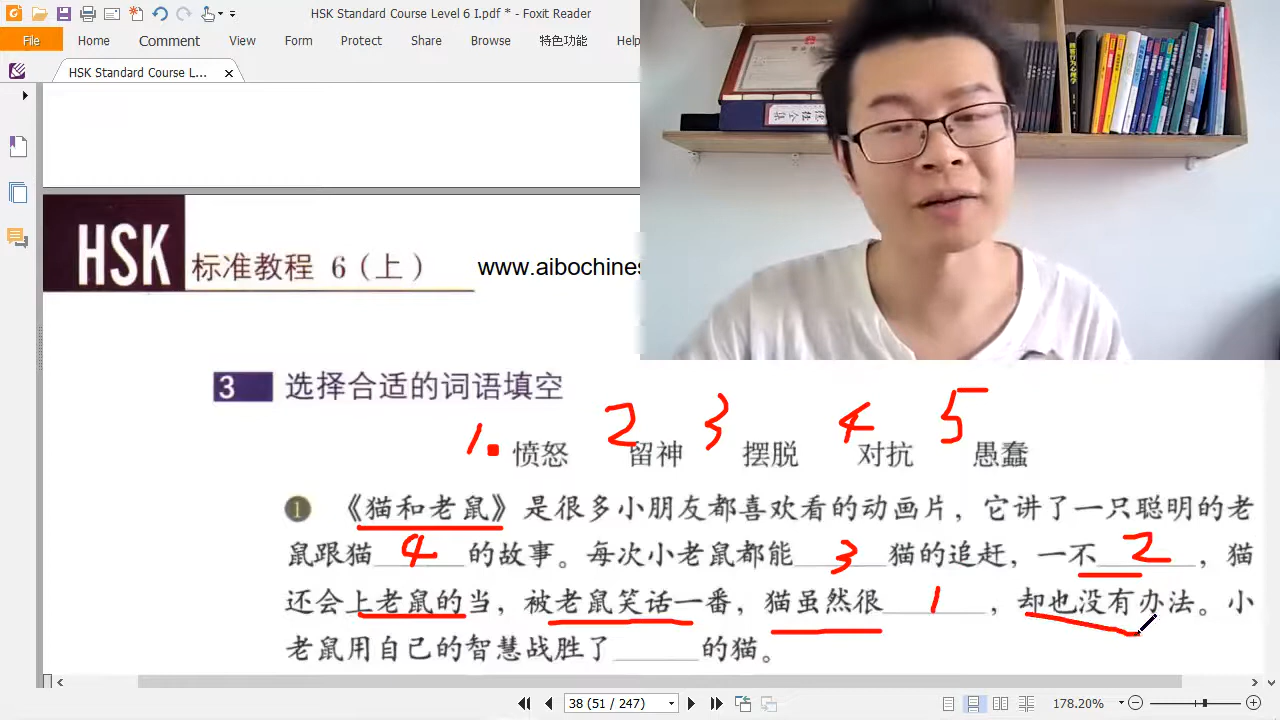 HSK Standard Course Level 6 I.pdf * - Foxit Reader
File Home Comment View Form Protect Share Browse 特色功能 Help
HSK Standard Course Level... ×
HSK 标准教程 6（上） www.aibochines
3 选择合适的词语填空
1. 2 3 4 5
愤怒 留神 摆脱 对抗 愚蠢
1 《猫和老鼠》是很多小朋友都喜欢看的动画片，它讲了一只聪明的老
鼠跟猫 4 的故事。每次小老鼠都能 3 猫的追赶，一不 2 ，猫
还会上老鼠的当，被老鼠笑话一番，猫虽然很 1 ，却也没有办法。小
老鼠用自己的智慧战胜了______的猫。
38 (51 / 247) 178.20%